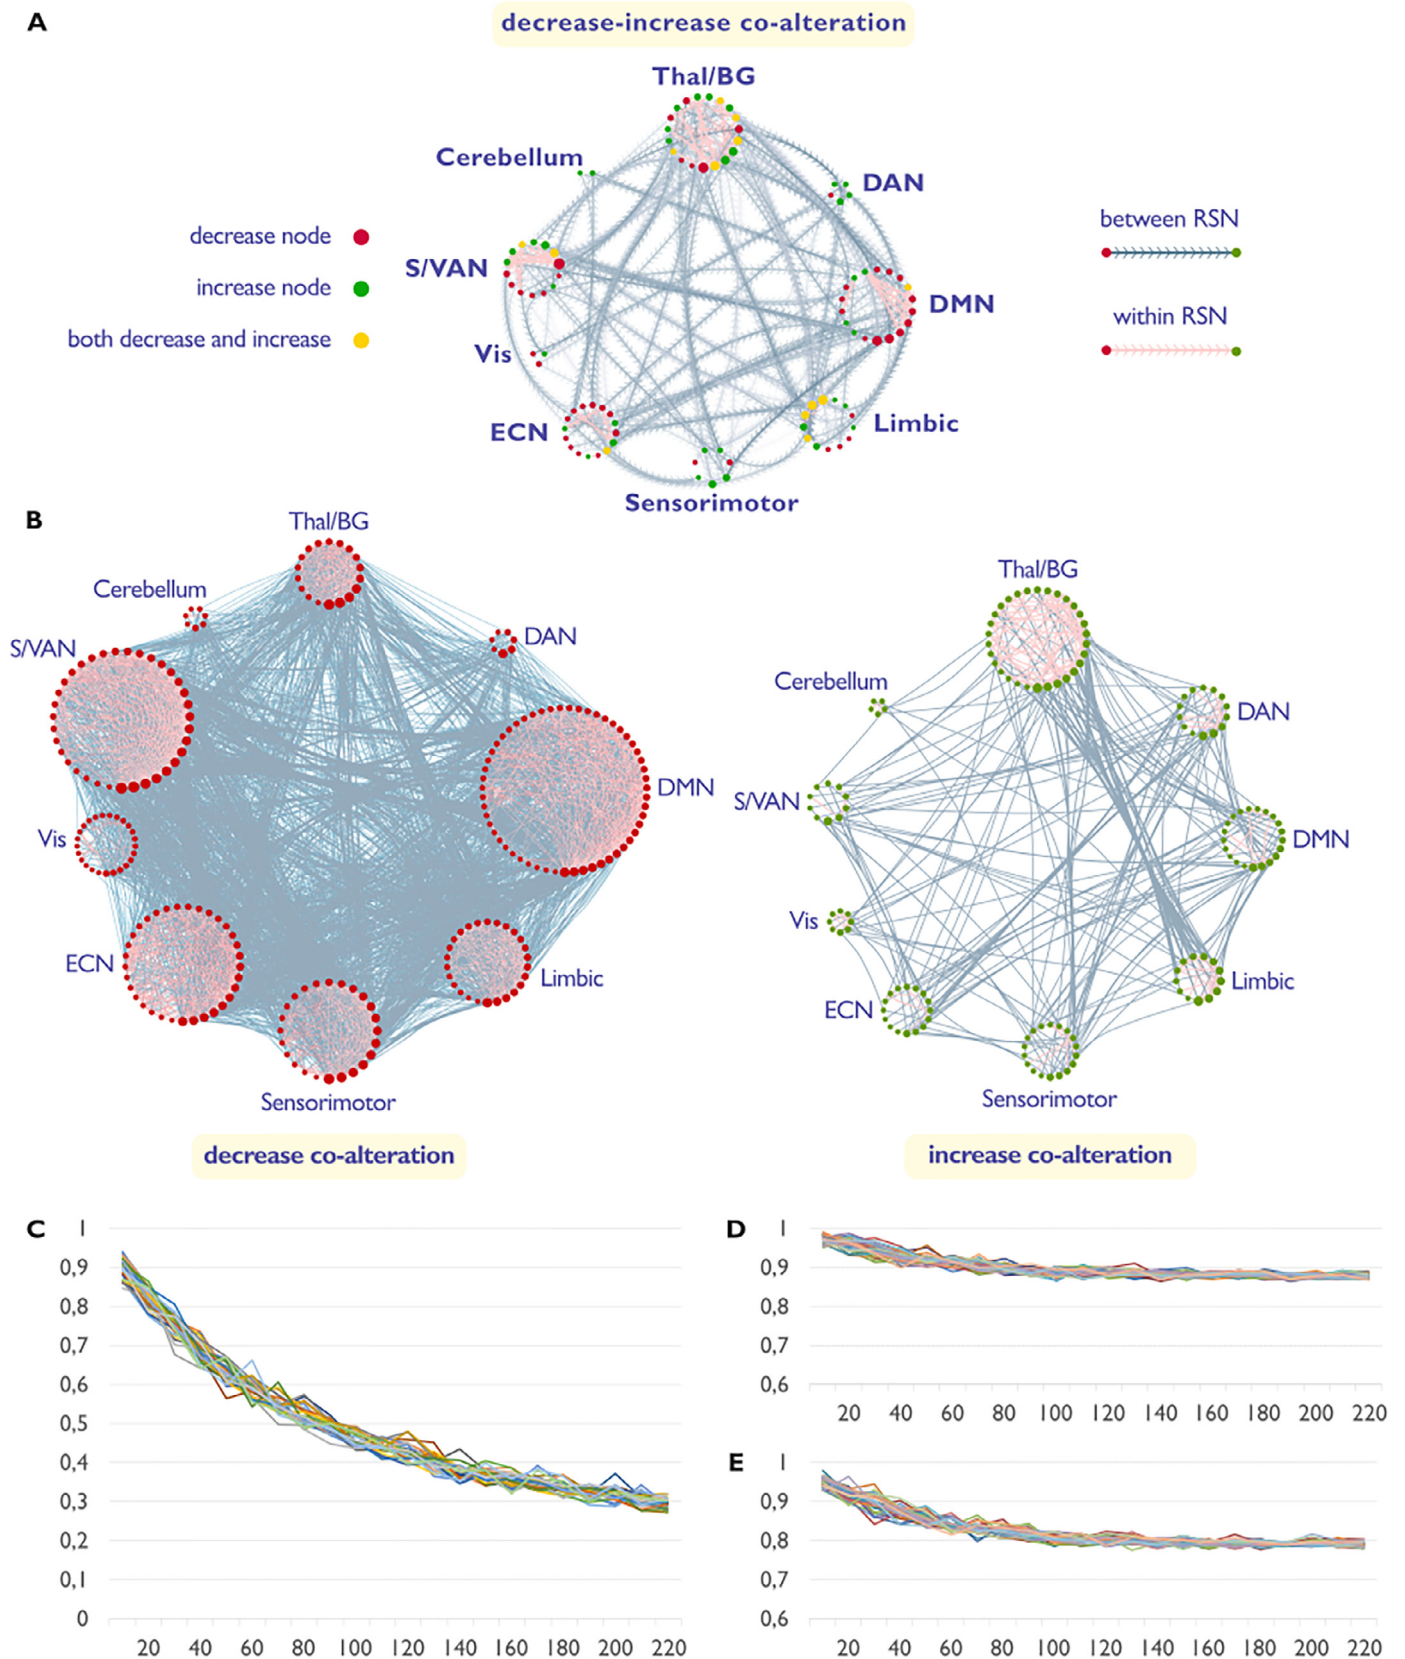 A
decrease-increase co-alteration
Thal/BG
Cerebellum
DAN
between RSN
decrease node
S/VAN
increase node
DMN
within RSN
both decrease and increase
Vis
Limbic
ECN
Sensorimotor
B
Thal/BG
Cerebellum
S/VAN
DAN
DMN
Vis
ECN
Limbic
Sensorimotor
decrease co-alteration
Thal/BG
Cerebellum
DAN
S/VAN
DMN
Vis
Limbic
ECN
Sensorimotor
increase co-alteration
C
1
0,9
0,8
0,7
0,6
0,5
0,4
0,3
0,2
0,1
0
20 40 60 80 100 120 140 160 180 200 220
D
1
0,9
0,8
0,7
0,6
20 40 60 80 100 120 140 160 180 200 220
E
1
0,9
0,8
0,7
0,6
20 40 60 80 100 120 140 160 180 200 220